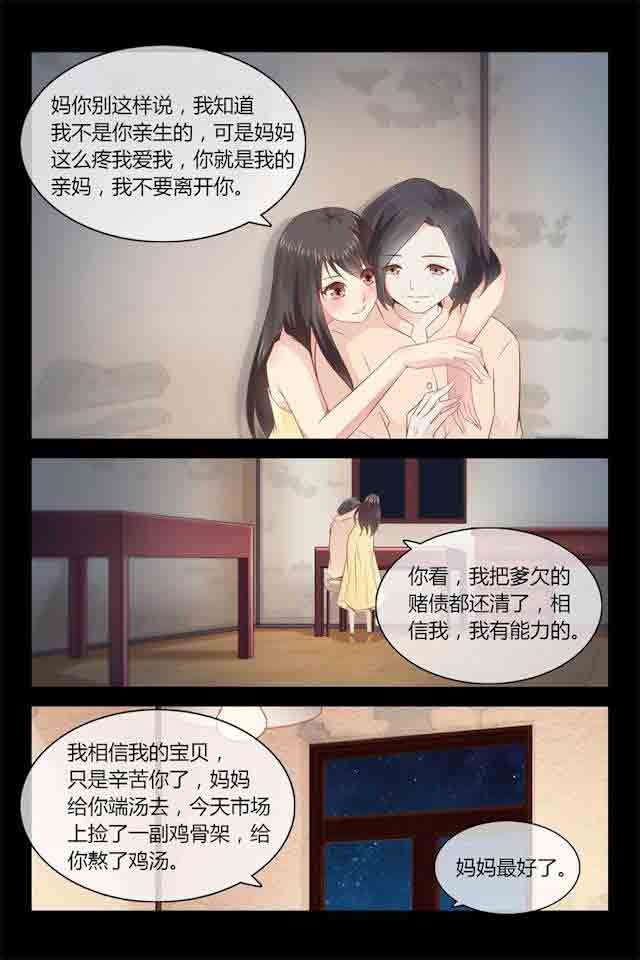 妈你别这样说，我知道
我不是你亲生的，可是妈妈
这么疼我爱我，你就是我的
亲妈，我不要离开你。
你看，我把爹欠的
赌债都还清了，相
信我，我有能力的。
我相信我的宝贝，
只是辛苦你了，妈妈
给你端汤去，今天市场
上捡了一副鸡骨架，给
你熬了鸡汤。
妈妈最好了。